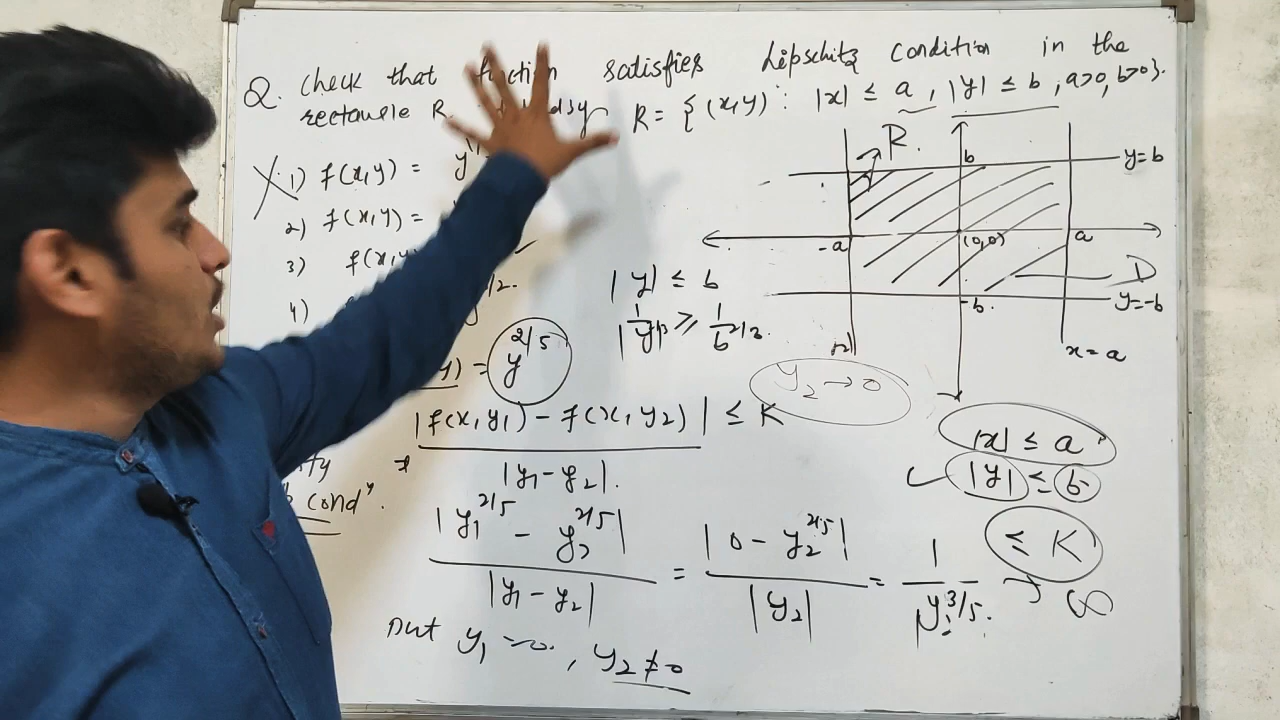 Q. Check that function satisfies Lipschitz Condition in the
rectangle R R = {(x,y) : |x| ≤ a, |y| ≤ b, a>0, b>0}.
1) f(x,y) =
2) f(x,y) =
3) f(x,y)
4)
y) = y^{2/5}
|y| ≤ b
≥ 1/b^{2/3}.
R.
b
y=b
-a
(0,0)
a
D
-b.
y=-b
x=a
y₂→0
|f(x,y₁) - f(x,y₂)| ≤ K
|y₁-y₂|.
|x| ≤ a
|y| ≤ b
cond^n.
|y₁^{2/5} - y₂^{2/5}| / |y₁-y₂| = |0 - y₂^{2/5}| / |y₂| = 1 / |y^{3/5}. → ∞
≤ K
Put y₁ = 0, y₂ ≠ 0